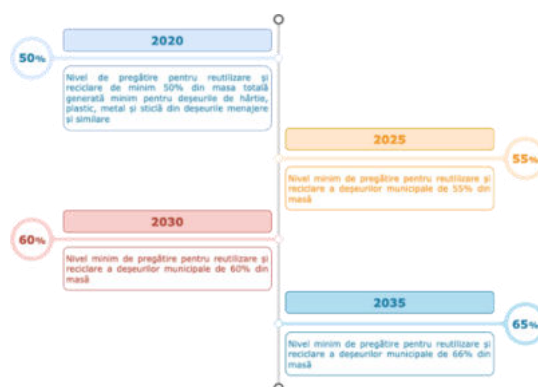 2020
50%
Nivel de pregătire pentru reutilizare și
reciclare de minim 50% din masa totală
generată minim pentru deșeurile de hârtie,
plastic, metal și sticlă din deșeurile menajere
și similare
2025
55%
Nivel minim de pregătire pentru reutilizare și
reciclare a deșeurilor municipale de 55% din
masă
2030
60%
Nivel minim de pregătire pentru reutilizare și
reciclare a deșeurilor municipale de 60% din
masă
2035
65%
Nivel minim de pregătire pentru reutilizare și
reciclare a deșeurilor municipale de 66% din
masă